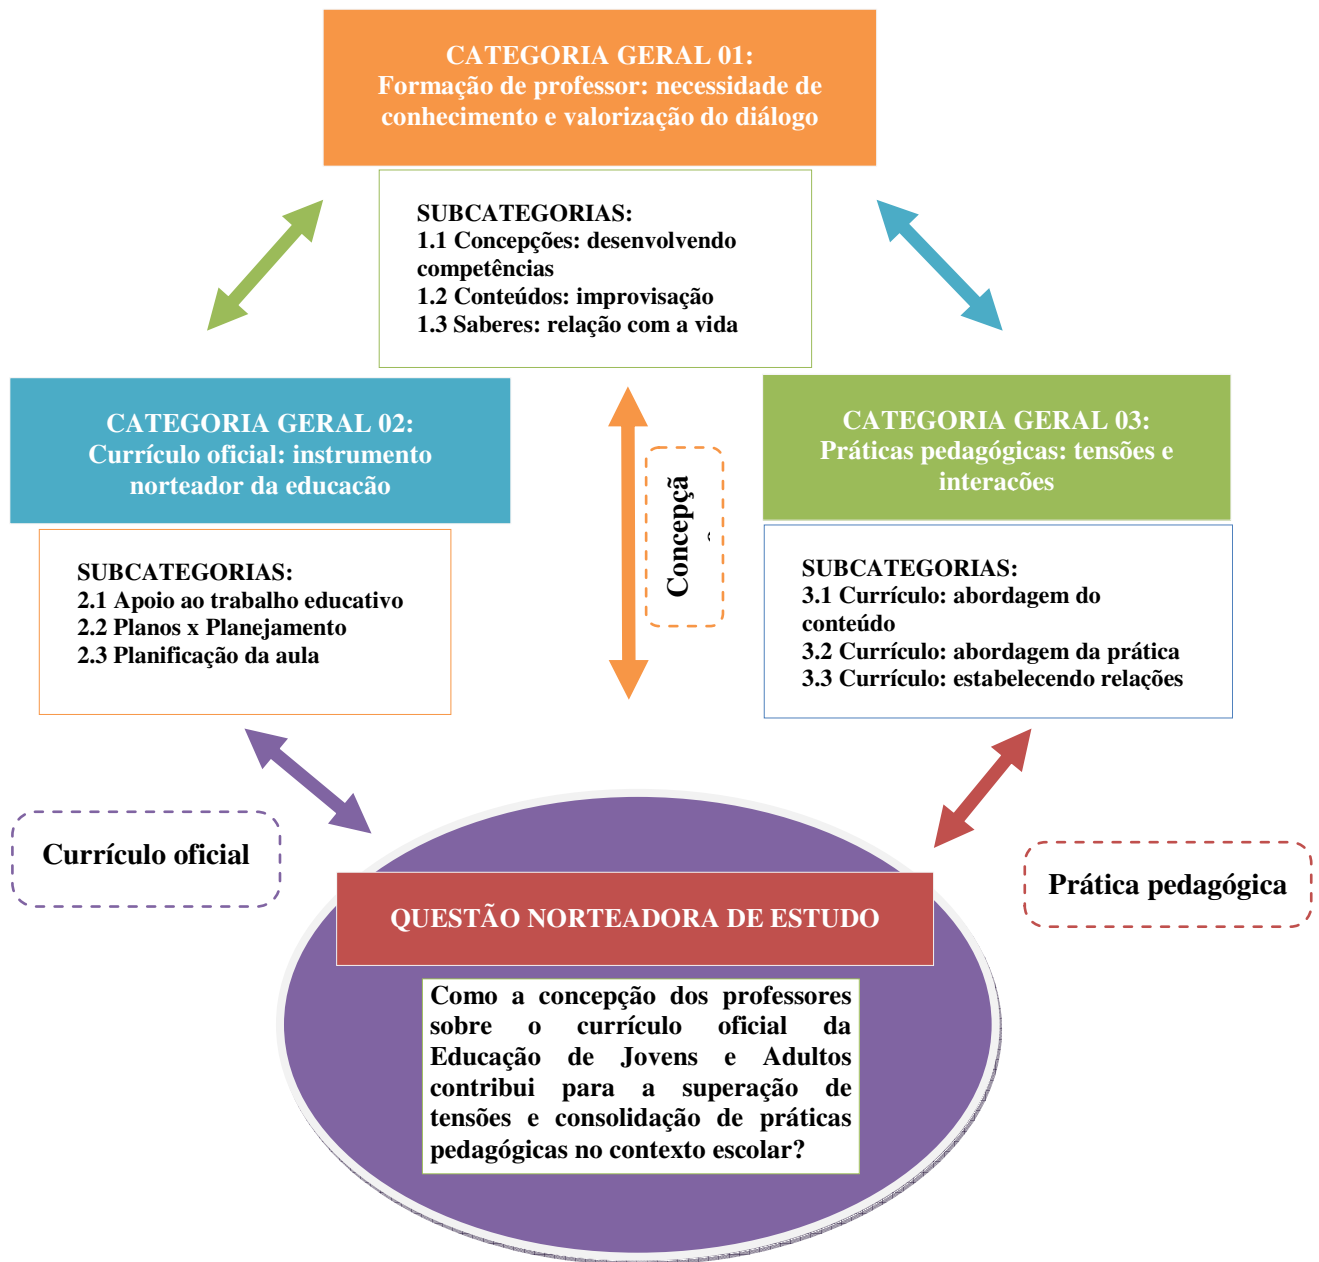 CATEGORIA GERAL 01:
Formação de professor: necessidade de
conhecimento e valorização do diálogo
SUBCATEGORIAS:
1.1 Concepções: desenvolvendo
competências
1.2 Conteúdos: improvisação
1.3 Saberes: relação com a vida
CATEGORIA GERAL 02:
Currículo oficial: instrumento
norteador da educacão
SUBCATEGORIAS:
2.1 Apoio ao trabalho educativo
2.2 Planos x Planejamento
2.3 Planificação da aula
Concepçã
CATEGORIA GERAL 03:
Práticas pedagógicas: tensões e
interacões
SUBCATEGORIAS:
3.1 Currículo: abordagem do
conteúdo
3.2 Currículo: abordagem da prática
3.3 Currículo: estabelecendo relações
Currículo oficial
Prática pedagógica
QUESTÃO NORTEADORA DE ESTUDO
Como a concepção dos professores
sobre o currículo oficial da
Educação de Jovens e Adultos
contribui para a superação de
tensões e consolidação de práticas
pedagógicas no contexto escolar?